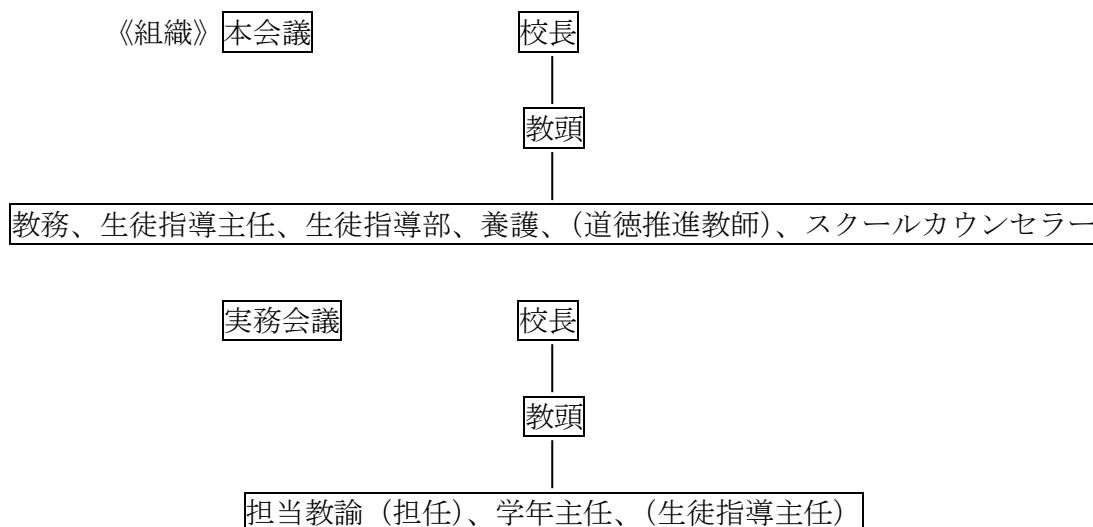 《組織》本会議 校長
教頭
教務、生徒指導主任、生徒指導部、養護、（道徳推進教師）、スクールカウンセラー
実務会議 校長
教頭
担当教諭（担任）、学年主任、（生徒指導主任）